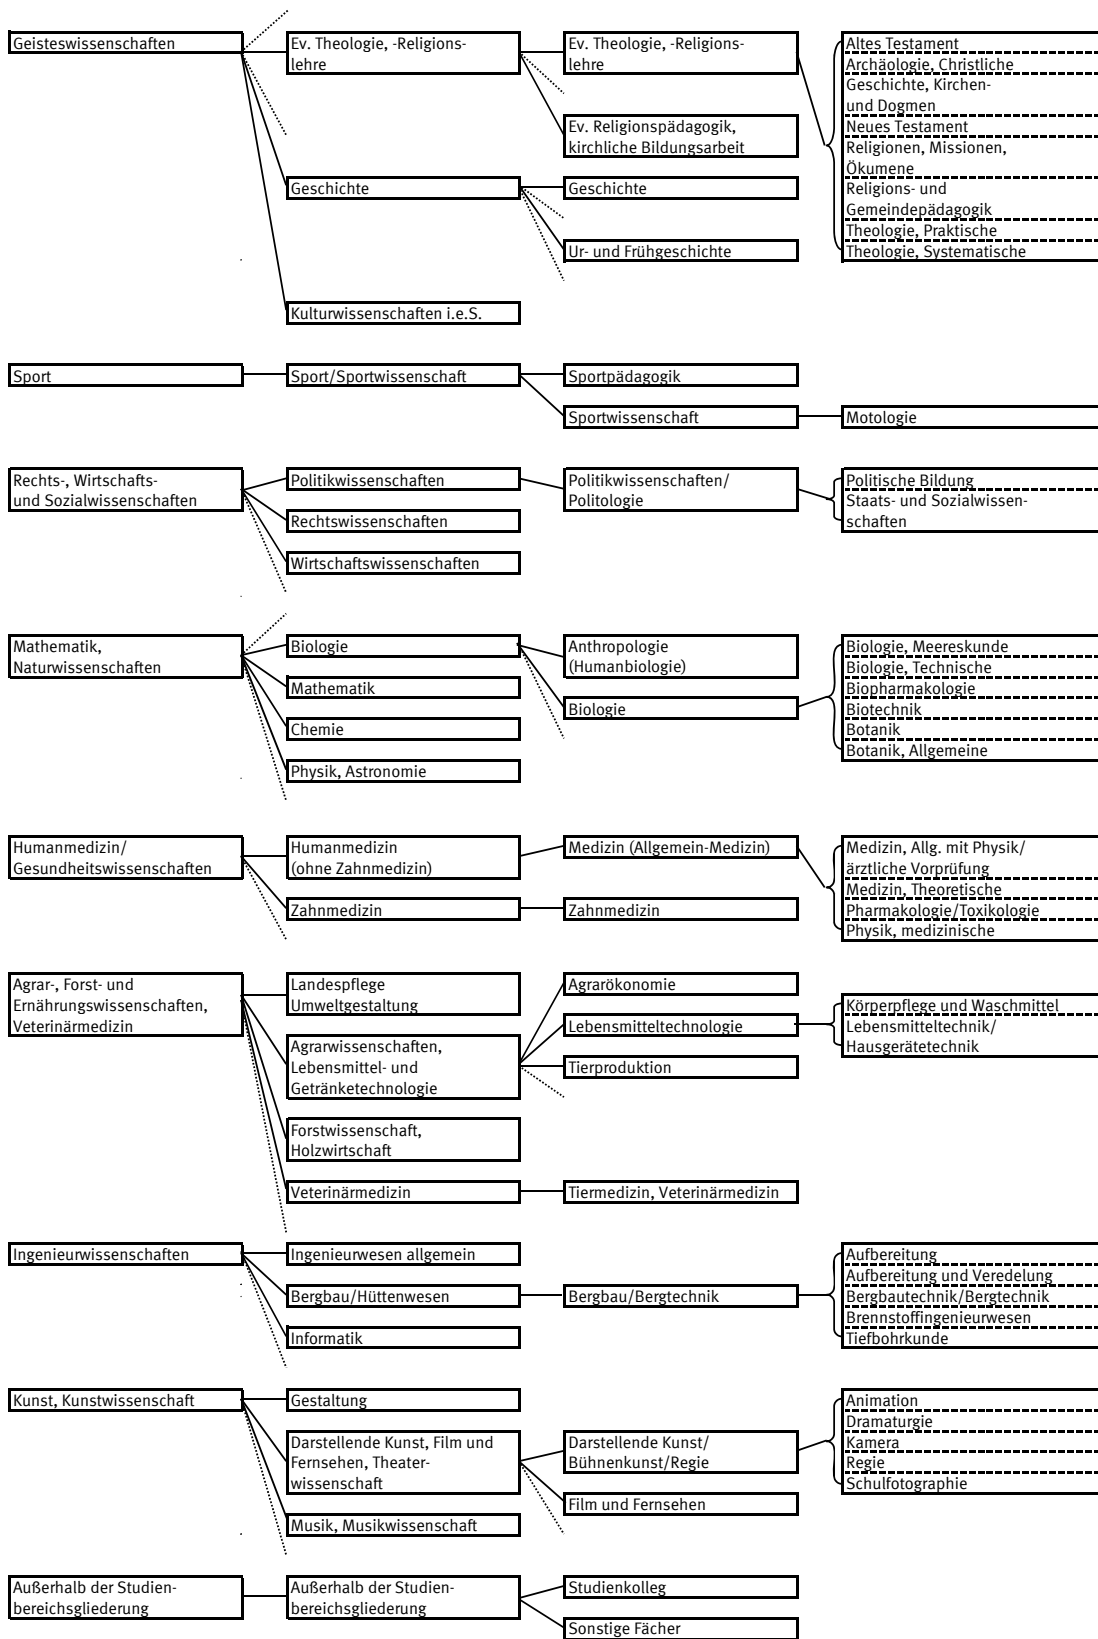 Geisteswissenschaften
Ev. Theologie, -Religions-
lehre
Ev. Theologie, -Religions-
lehre
Altes Testament
Archäologie, Christliche
Geschichte, Kirchen-
und Dogmen
Neues Testament
Religionen, Missionen,
Ökumene
Religions- und
Gemeindepädagogik
Theologie, Praktische
Theologie, Systematische
Ev. Religionspädagogik,
kirchliche Bildungsarbeit
Geschichte
Geschichte
Ur- und Frühgeschichte
Kulturwissenschaften i.e.S.
Sport
Sport/Sportwissenschaft
Sportpädagogik
Sportwissenschaft
Motologie
Rechts-, Wirtschafts-
und Sozialwissenschaften
Politikwissenschaften
Politikwissenschaften/
Politologie
Politische Bildung
Staats- und Sozialwissen-
schaften
Rechtswissenschaften
Wirtschaftswissenschaften
Mathematik,
Naturwissenschaften
Biologie
Anthropologie
(Humanbiologie)
Biologie, Meereskunde
Biologie, Technische
Biopharmakologie
Biotechnik
Botanik
Botanik, Allgemeine
Mathematik
Biologie
Chemie
Physik, Astronomie
Humanmedizin/
Gesundheitswissenschaften
Humanmedizin
(ohne Zahnmedizin)
Medizin (Allgemein-Medizin)
Medizin, Allg. mit Physik/
ärztliche Vorprüfung
Medizin, Theoretische
Pharmakologie/Toxikologie
Physik, medizinische
Zahnmedizin
Zahnmedizin
Agrar-, Forst- und
Ernährungswissenschaften,
Veterinärmedizin
Landespflege
Umweltgestaltung
Agrarökonomie
Körperpflege und Waschmittel
Lebensmitteltechnik/
Hausgerätetechnik
Lebensmitteltechnologie
Agrarwissenschaften,
Lebensmittel- und
Getränketechnologie
Tierproduktion
Forstwissenschaft,
Holzwirtschaft
Veterinärmedizin
Tiermedizin, Veterinärmedizin
Ingenieurwissenschaften
Ingenieurwesen allgemein
Aufbereitung
Aufbereitung und Veredelung
Bergbautechnik/Bergtechnik
Brennstoffingenieurwesen
Tiefbohrkunde
Bergbau/Hüttenwesen
Bergbau/Bergtechnik
Informatik
Kunst, Kunstwissenschaft
Gestaltung
Animation
Dramaturgie
Kamera
Regie
Schulfotographie
Darstellende Kunst, Film und
Fernsehen, Theater-
wissenschaft
Darstellende Kunst/
Bühnenkunst/Regie
Film und Fernsehen
Musik, Musikwissenschaft
Außerhalb der Studien-
bereichsgliederung
Außerhalb der Studien-
bereichsgliederung
Studienkolleg
Sonstige Fächer